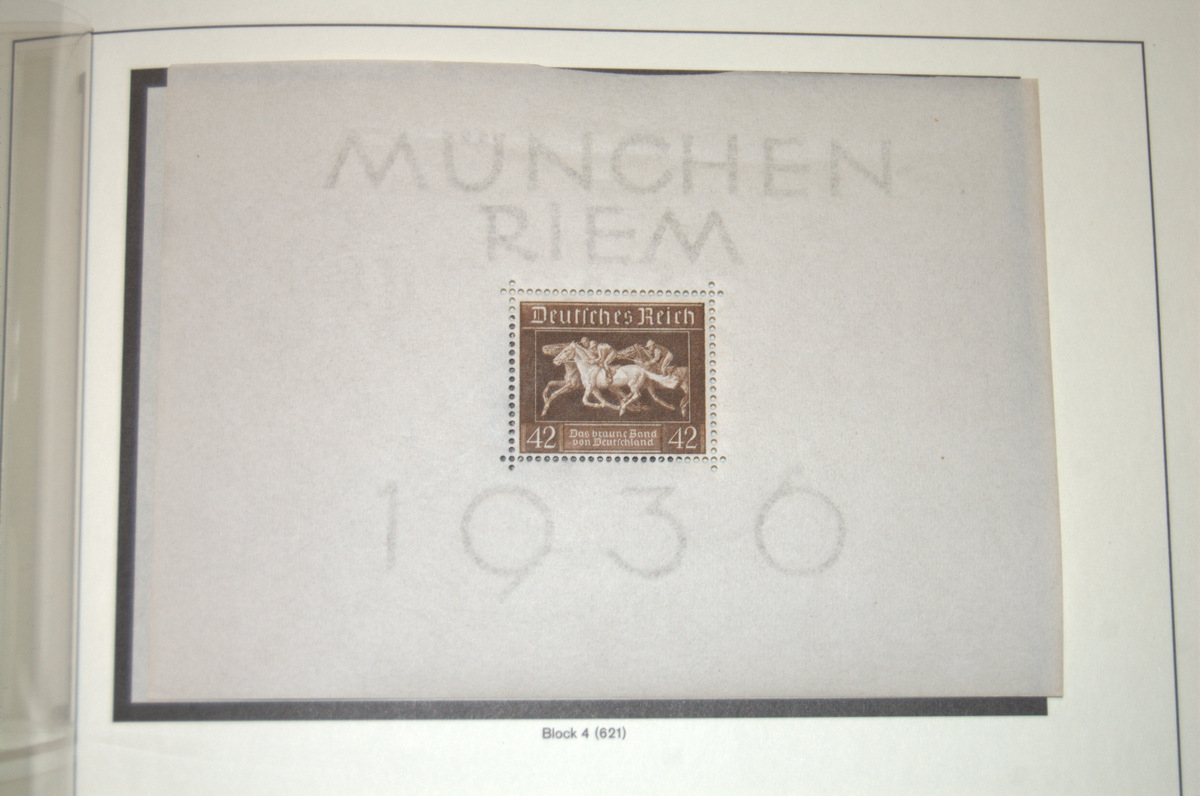 MÜNCHEN
RIEM
Deutsches Reich
42 Das braune Band 42
von Deutschland
1936
Block 4 (621)